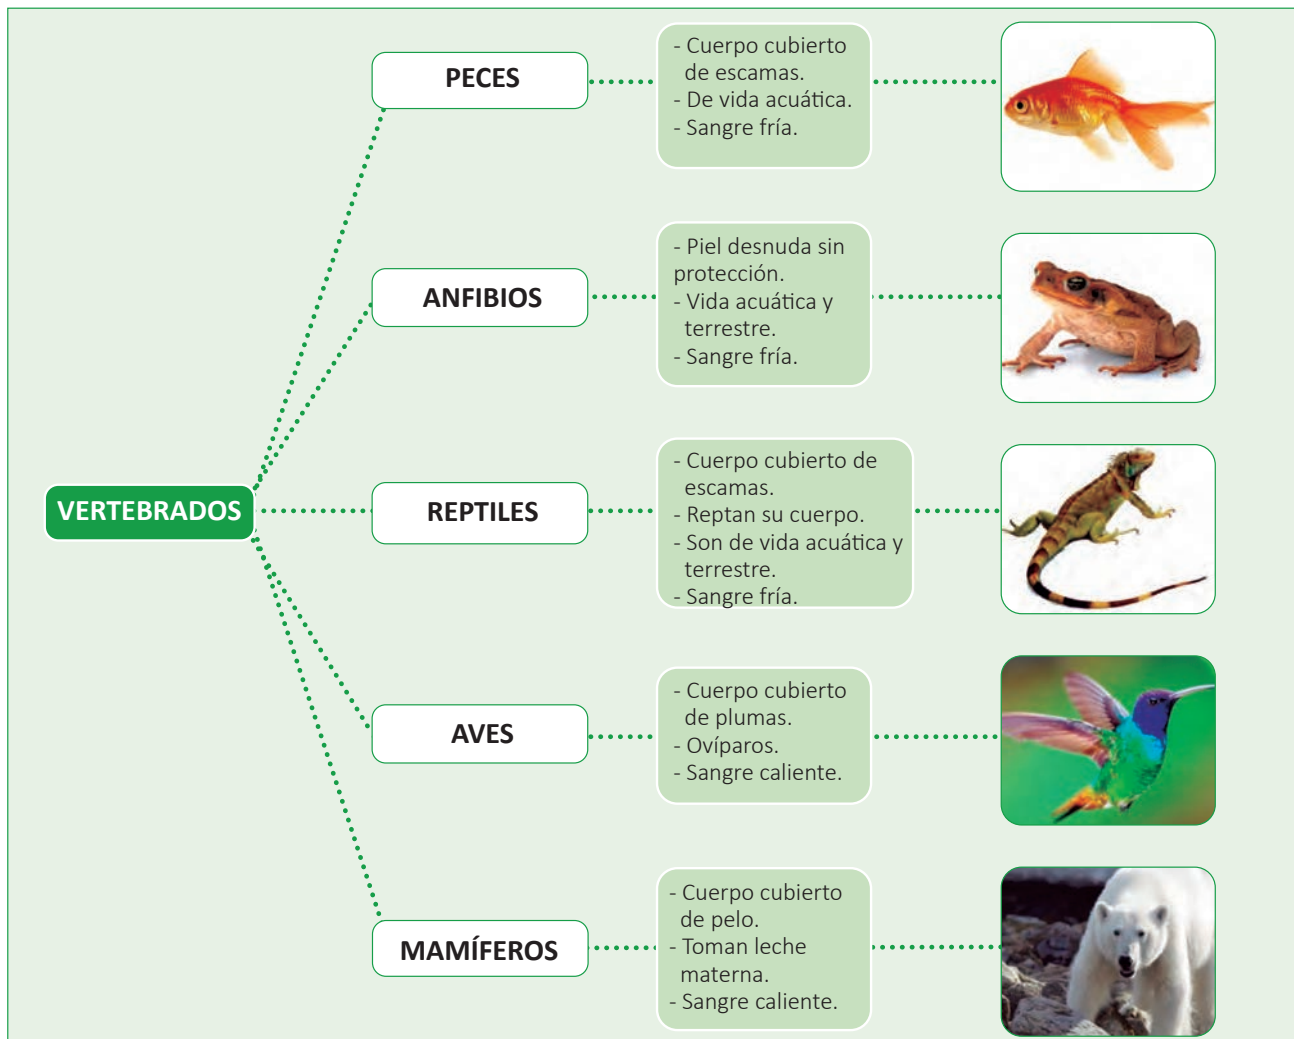 PECES
- Cuerpo cubierto
de escamas.
- De vida acuática.
- Sangre fría.
ANFIBIOS
- Piel desnuda sin
protección.
- Vida acuática y
terrestre.
- Sangre fría.
VERTEBRADOS
REPTILES
- Cuerpo cubierto de
escamas.
- Reptan su cuerpo.
- Son de vida acuática y
terrestre.
- Sangre fría.
AVES
- Cuerpo cubierto
de plumas.
- Ovíparos.
- Sangre caliente.
MAMÍFEROS
- Cuerpo cubierto
de pelo.
- Toman leche
materna.
- Sangre caliente.